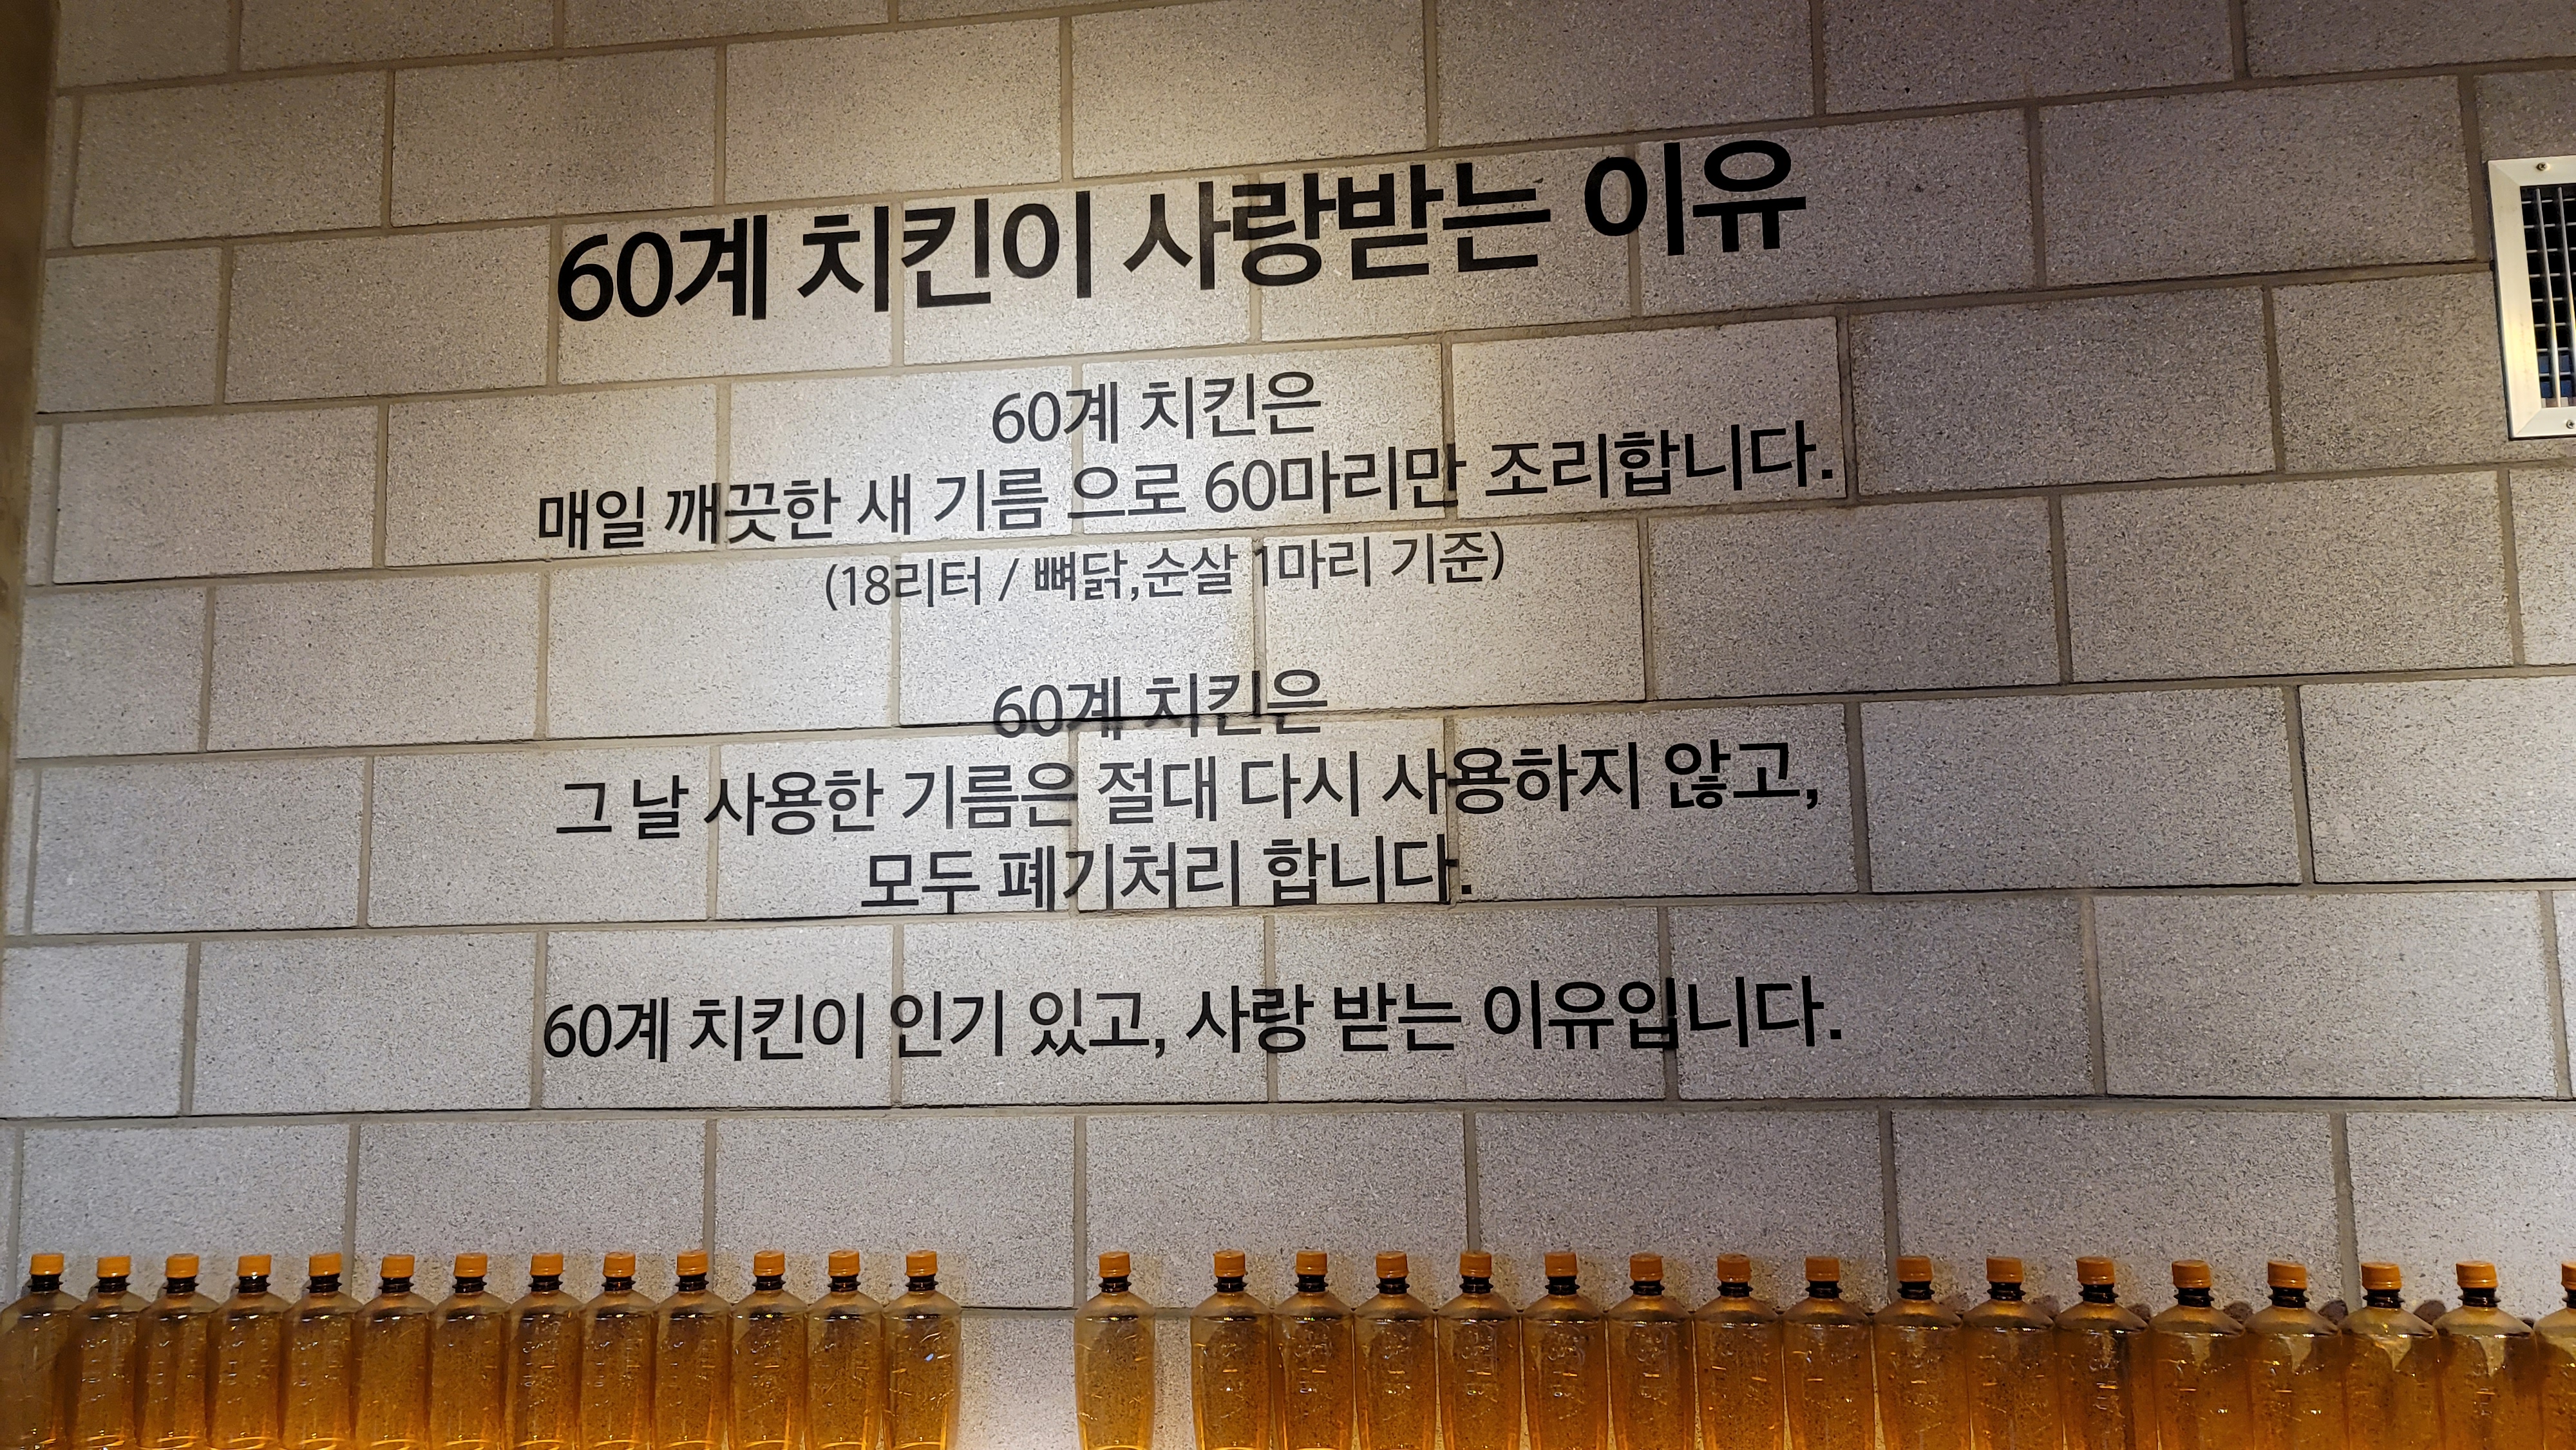 60계 치킨이 사랑받는 이유
60계 치킨은
매일 깨끗한 새 기름 으로 60마리만 조리합니다.
(18리터 / 뼈닭,순살 1마리 기준)
60계 치킨은
그 날 사용한 기름은 절대 다시 사용하지 않고,
모두 폐기처리 합니다.
60계 치킨이 인기 있고, 사랑 받는 이유입니다.